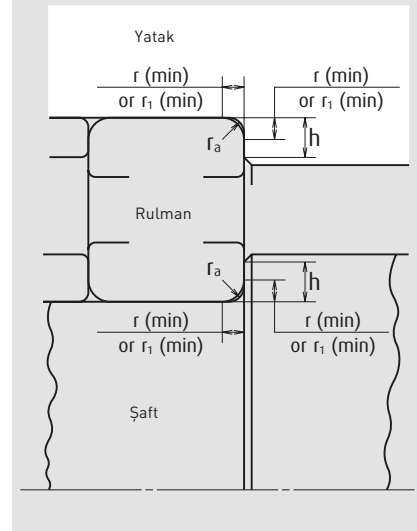 Yatak
r (min)
or r₁ (min)
r (min)
or r₁ (min)
rₐ
h
Rulman
rₐ
h
r (min)
or r₁ (min)
r (min)
or r₁ (min)
Şaft